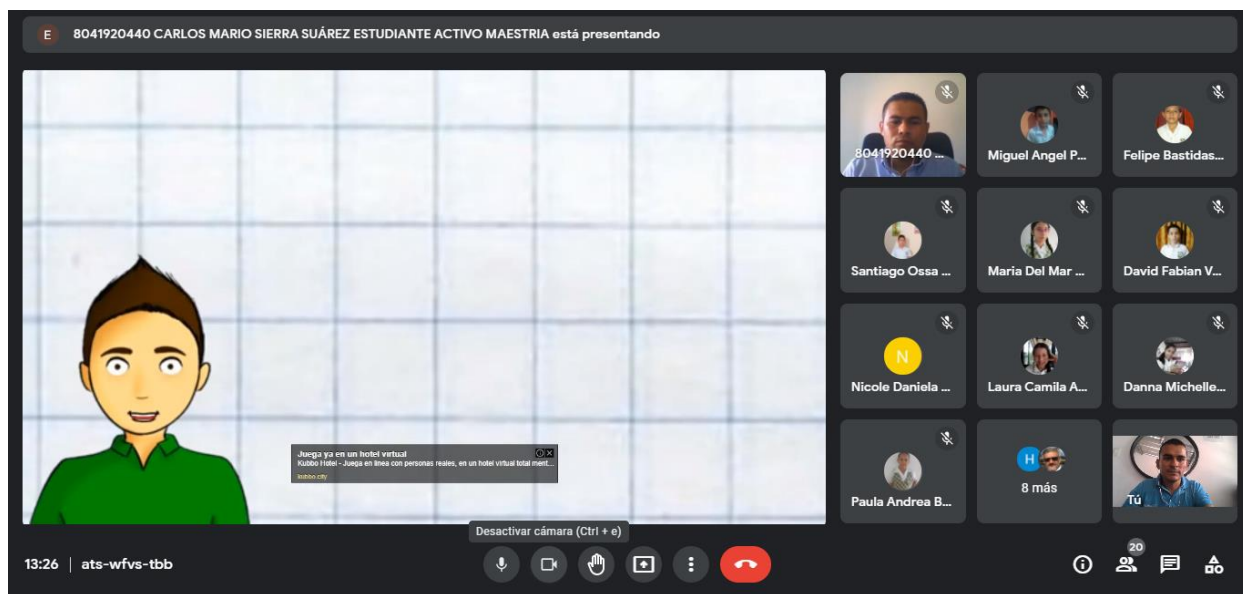 E 8041920440 CARLOS MARIO SIERRA SUÁREZ ESTUDIANTE ACTIVO MAESTRIA está presentando
Juega ya en un hotel virtual
Kubbo Hotel - Juega en linea con personas reales, en un hotel virtual total ment...
kubbo.city
8041920440 ...
Miguel Angel P...
Felipe Bastidas...
Santiago Ossa ...
Maria Del Mar ...
David Fabian V...
N
Nicole Daniela ...
Laura Camila A...
Danna Michelle...
Paula Andrea B...
H
8 más
Tú
Desactivar cámara (Ctrl + e)
13:26 | ats-wfvs-tbb
20